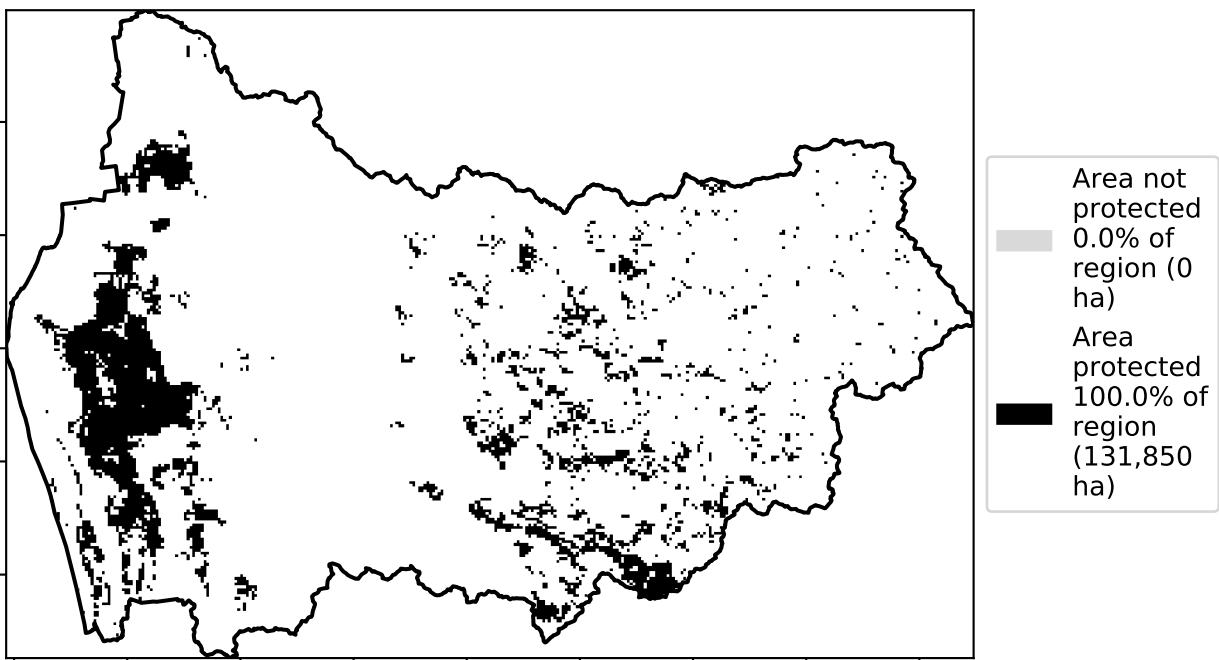 Area not
protected
0.0% of
region (0
ha)
Area
protected
100.0% of
region
(131,850
ha)